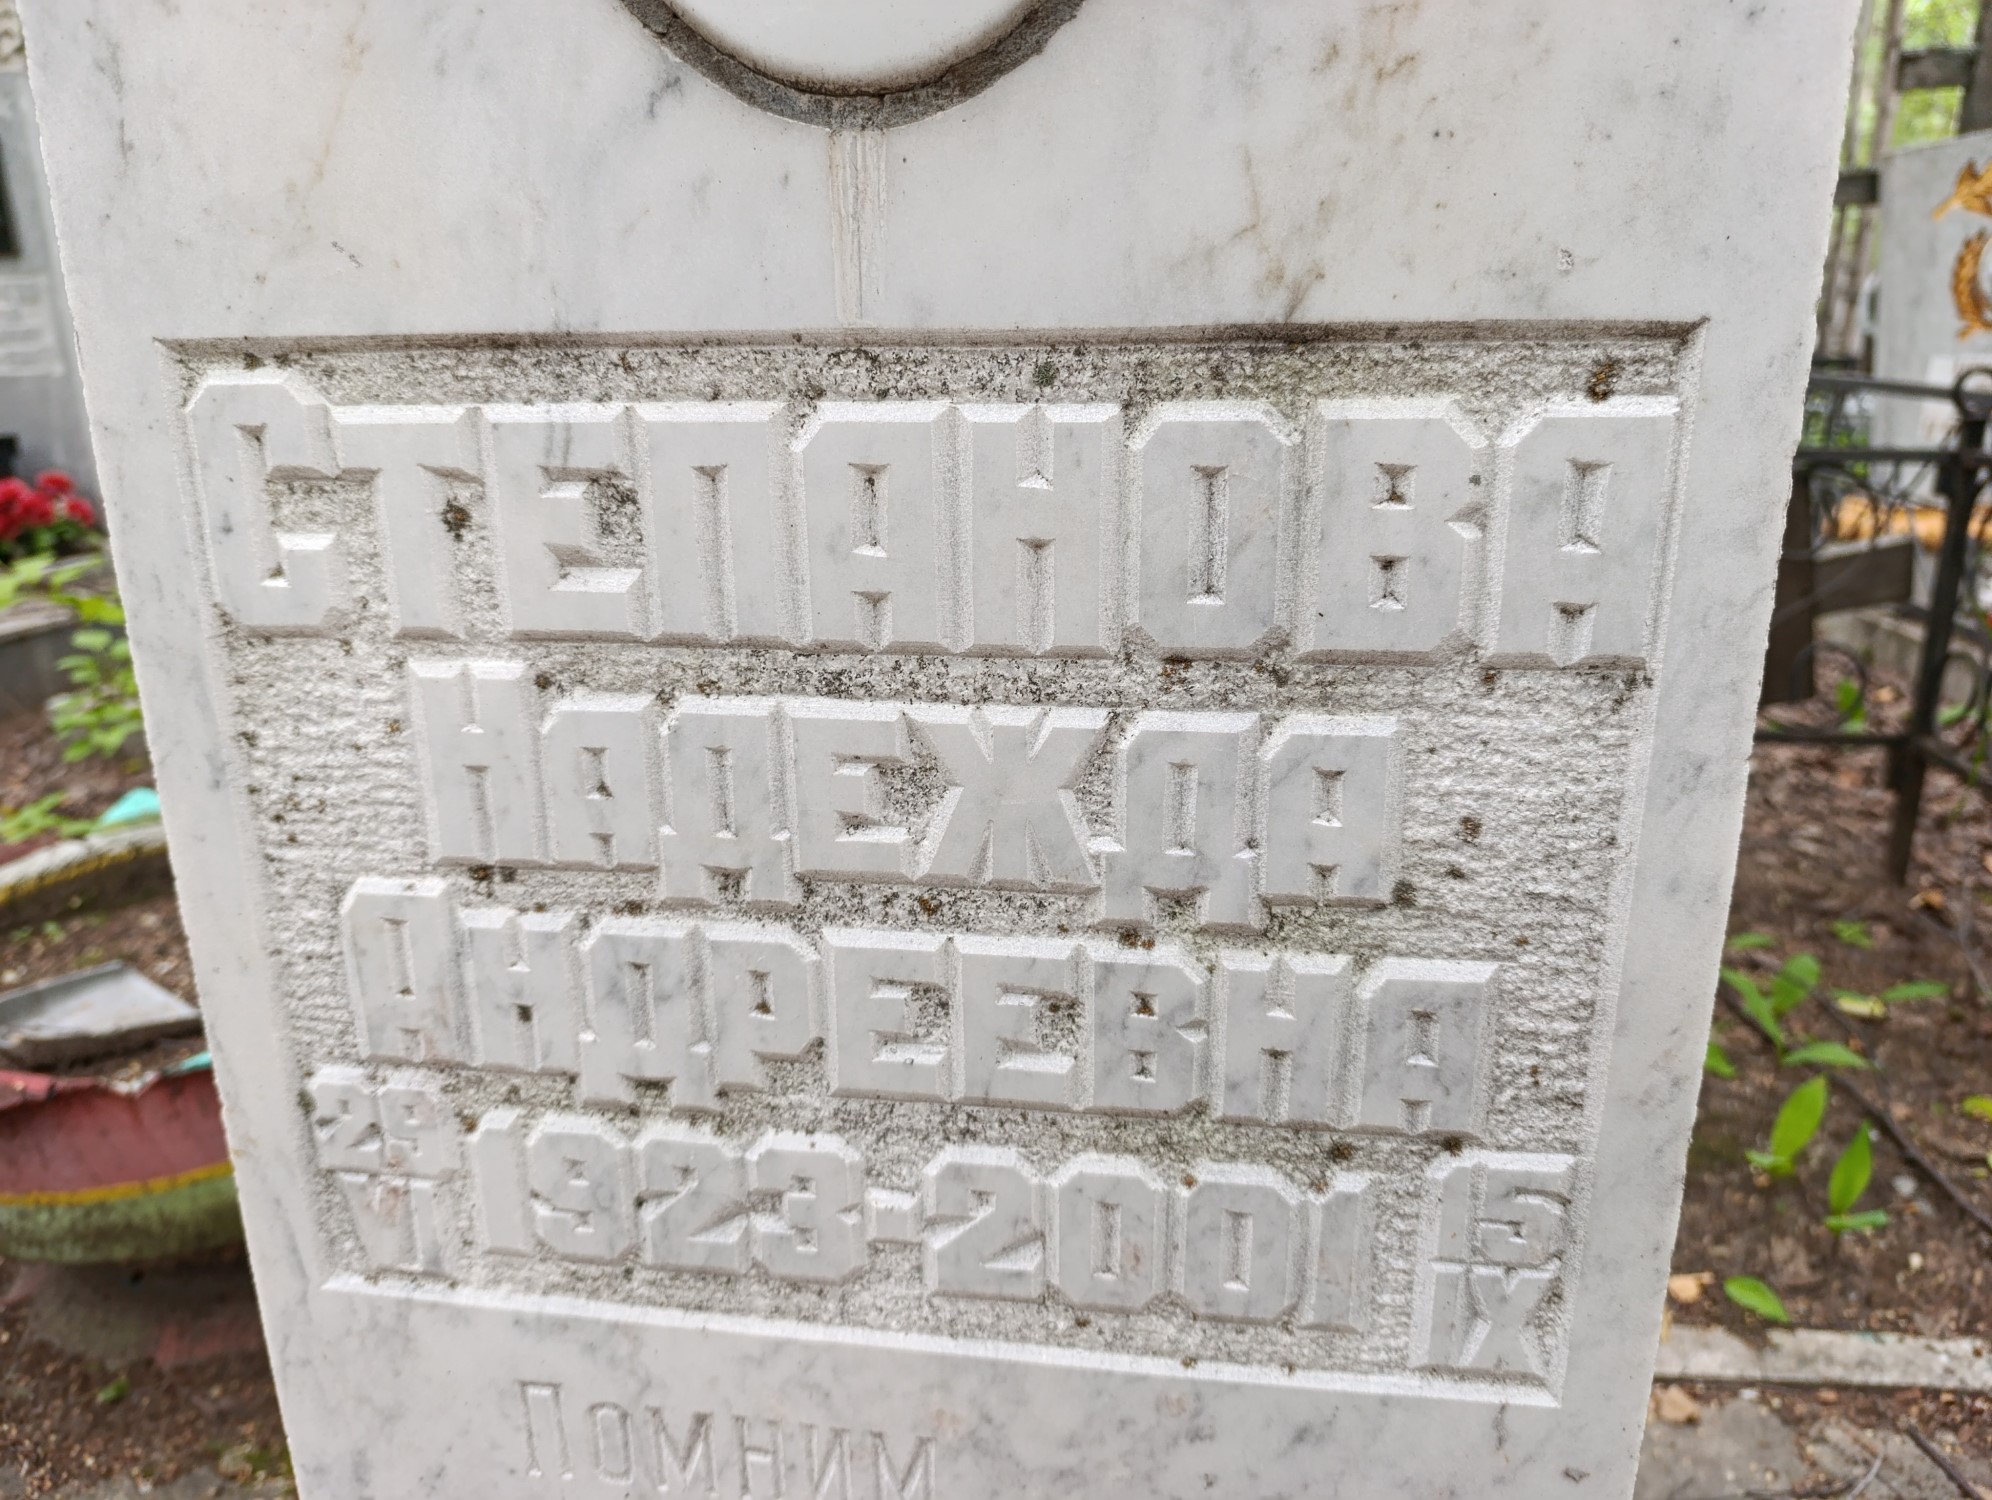 Степанова
Надежда
Андреевна
29/VI 1923-2001 15/IX
Помним